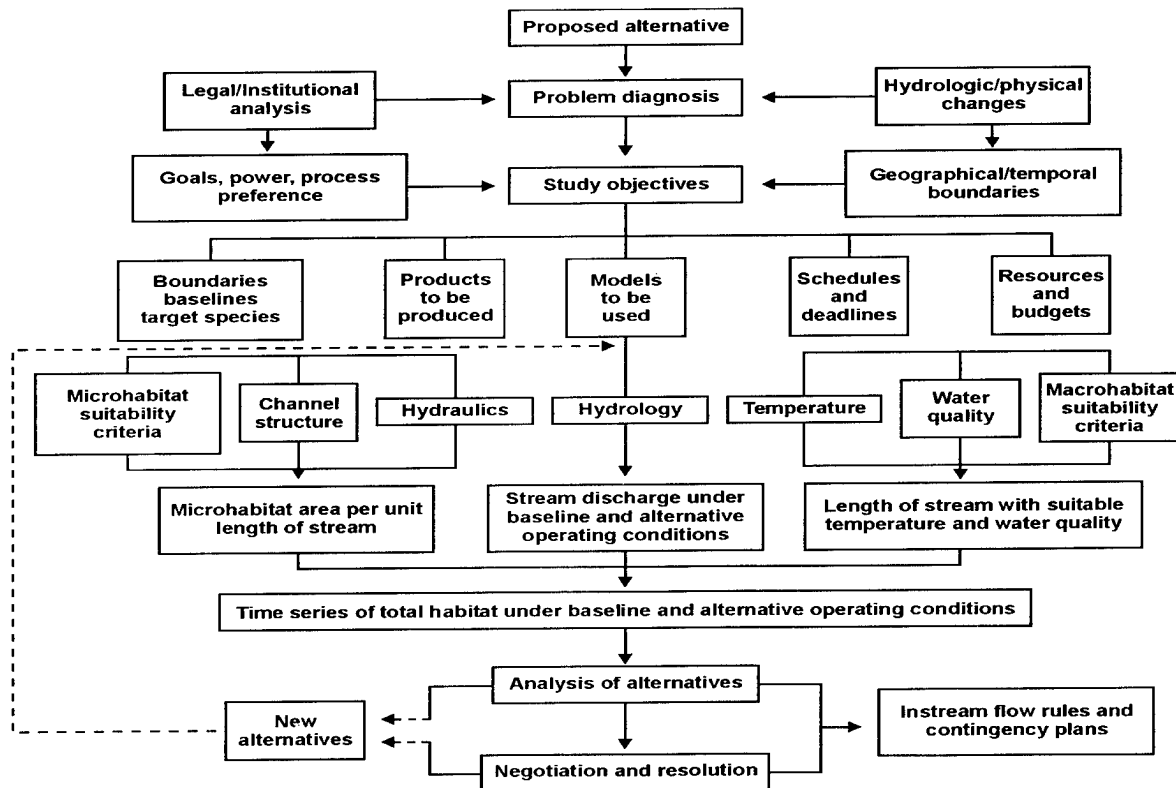 Proposed alternative
Legal/Institutional
analysis
Problem diagnosis
Hydrologic/physical
changes
Goals, power, process
preference
Study objectives
Geographical/temporal
boundaries
Boundaries
baselines
target species
Products
to be
produced
Models
to be
used
Schedules
and
deadlines
Resources
and
budgets
Microhabitat
suitability
criteria
Channel
structure
Hydraulics
Hydrology
Temperature
Water
quality
Macrohabitat
suitability
criteria
Microhabitat area per unit
length of stream
Stream discharge under
baseline and alternative
operating conditions
Length of stream with suitable
temperature and water quality
Time series of total habitat under baseline and alternative operating conditions
Analysis of alternatives
New
alternatives
Instream flow rules and
contingency plans
Negotiation and resolution